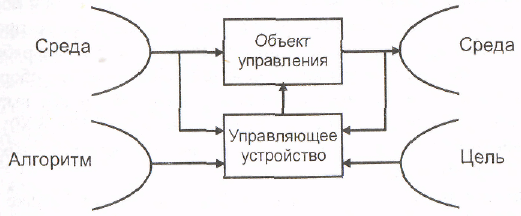 Среда
Объект
управления
Среда
Алгоритм
Управляющее
устройство
Цель